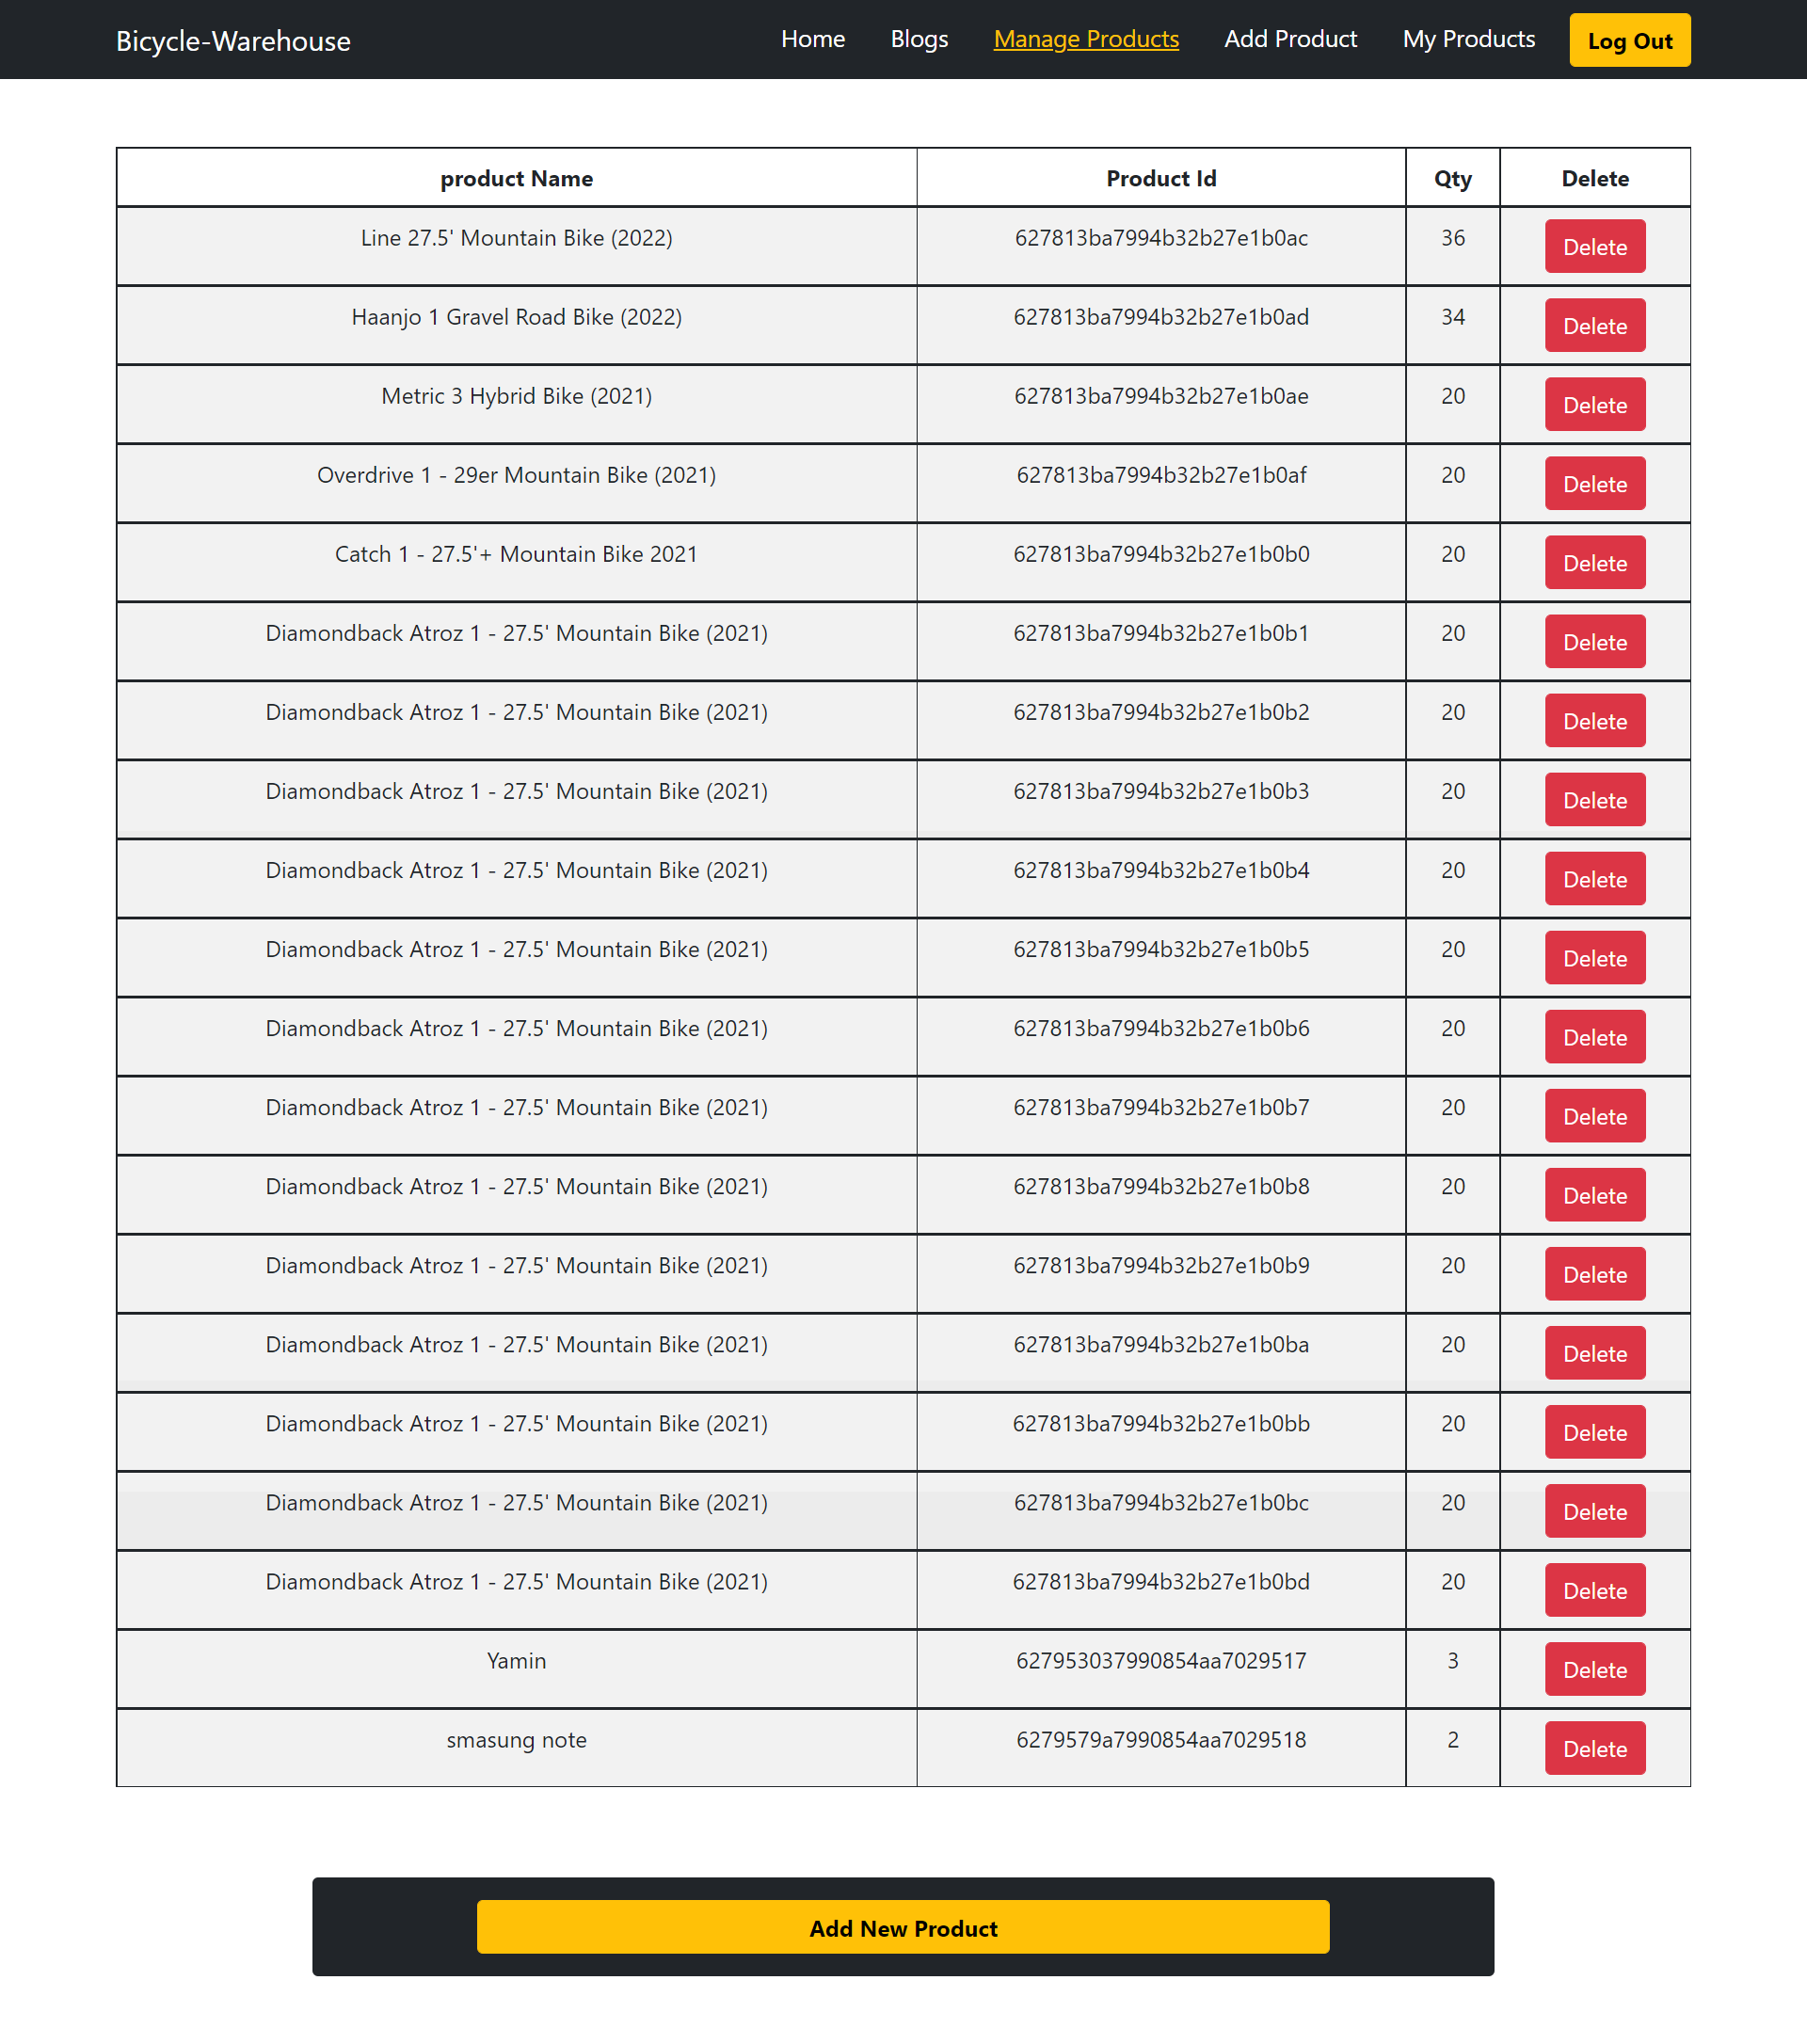 Bicycle-Warehouse Home Blogs Manage Products Add Product My Products Log Out
product Name Product Id Qty Delete
Line 27.5' Mountain Bike (2022) 627813ba7994b32b27e1b0ac 36 Delete
Haanjo 1 Gravel Road Bike (2022) 627813ba7994b32b27e1b0ad 34 Delete
Metric 3 Hybrid Bike (2021) 627813ba7994b32b27e1b0ae 20 Delete
Overdrive 1 - 29er Mountain Bike (2021) 627813ba7994b32b27e1b0af 20 Delete
Catch 1 - 27.5'+ Mountain Bike 2021 627813ba7994b32b27e1b0b0 20 Delete
Diamondback Atroz 1 - 27.5' Mountain Bike (2021) 627813ba7994b32b27e1b0b1 20 Delete
Diamondback Atroz 1 - 27.5' Mountain Bike (2021) 627813ba7994b32b27e1b0b2 20 Delete
Diamondback Atroz 1 - 27.5' Mountain Bike (2021) 627813ba7994b32b27e1b0b3 20 Delete
Diamondback Atroz 1 - 27.5' Mountain Bike (2021) 627813ba7994b32b27e1b0b4 20 Delete
Diamondback Atroz 1 - 27.5' Mountain Bike (2021) 627813ba7994b32b27e1b0b5 20 Delete
Diamondback Atroz 1 - 27.5' Mountain Bike (2021) 627813ba7994b32b27e1b0b6 20 Delete
Diamondback Atroz 1 - 27.5' Mountain Bike (2021) 627813ba7994b32b27e1b0b7 20 Delete
Diamondback Atroz 1 - 27.5' Mountain Bike (2021) 627813ba7994b32b27e1b0b8 20 Delete
Diamondback Atroz 1 - 27.5' Mountain Bike (2021) 627813ba7994b32b27e1b0b9 20 Delete
Diamondback Atroz 1 - 27.5' Mountain Bike (2021) 627813ba7994b32b27e1b0ba 20 Delete
Diamondback Atroz 1 - 27.5' Mountain Bike (2021) 627813ba7994b32b27e1b0bb 20 Delete
Diamondback Atroz 1 - 27.5' Mountain Bike (2021) 627813ba7994b32b27e1b0bc 20 Delete
Diamondback Atroz 1 - 27.5' Mountain Bike (2021) 627813ba7994b32b27e1b0bd 20 Delete
Yamin 627953037990854aa7029517 3 Delete
smasung note 6279579a7990854aa7029518 2 Delete
Add New Product